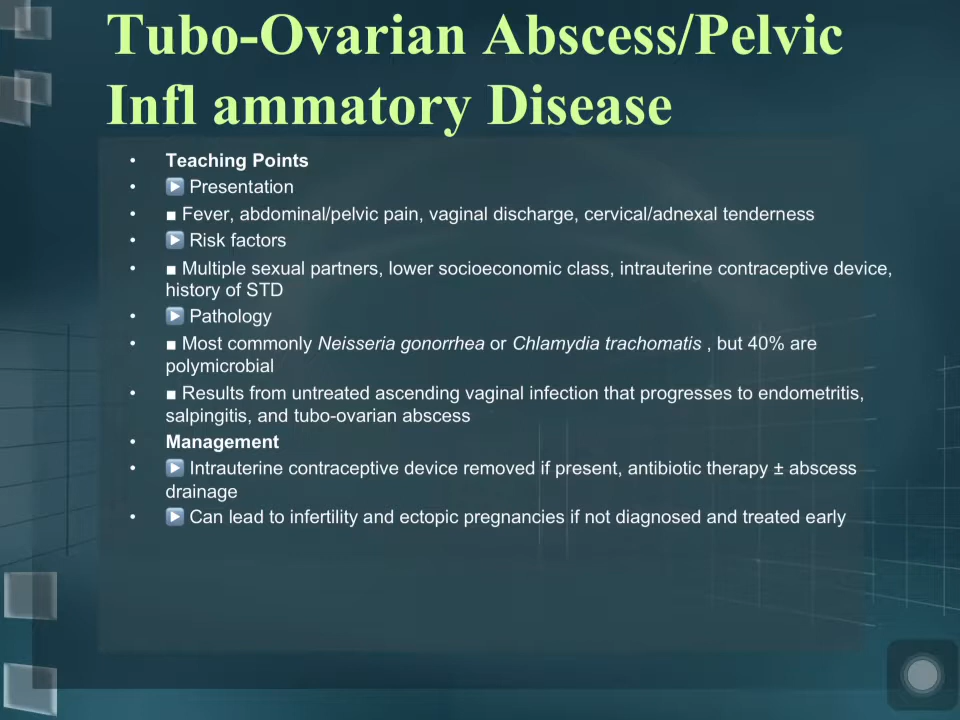 Tubo-Ovarian Abscess/Pelvic
Infl ammatory Disease
• Teaching Points
• ▶ Presentation
• ■ Fever, abdominal/pelvic pain, vaginal discharge, cervical/adnexal tenderness
• ▶ Risk factors
• ■ Multiple sexual partners, lower socioeconomic class, intrauterine contraceptive device,
history of STD
• ▶ Pathology
• ■ Most commonly Neisseria gonorrhea or Chlamydia trachomatis , but 40% are
polymicrobial
• ■ Results from untreated ascending vaginal infection that progresses to endometritis,
salpingitis, and tubo-ovarian abscess
• Management
• ▶ Intrauterine contraceptive device removed if present, antibiotic therapy ± abscess
drainage
• ▶ Can lead to infertility and ectopic pregnancies if not diagnosed and treated early